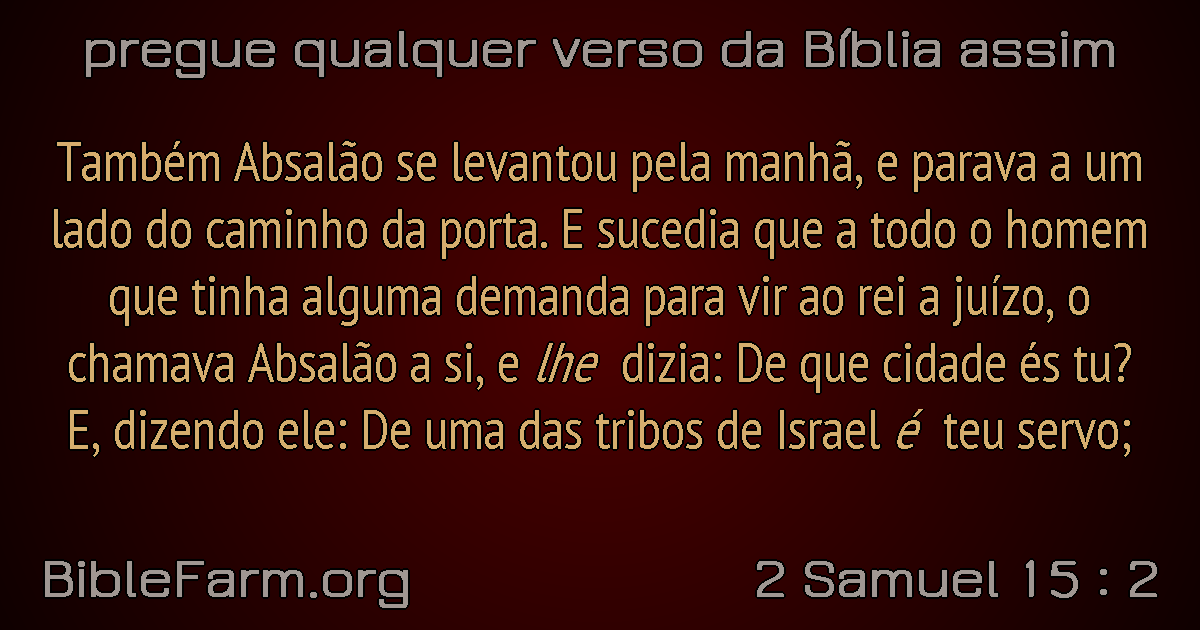 pregue qualquer verso da Bíblia assim
Também Absalão se levantou pela manhã, e parava a um
lado do caminho da porta. E sucedia que a todo o homem
que tinha alguma demanda para vir ao rei a juízo, o
chamava Absalão a si, e lhe dizia: De que cidade és tu?
E, dizendo ele: De uma das tribos de Israel é teu servo;
BibleFarm.org
2 Samuel 15 : 2